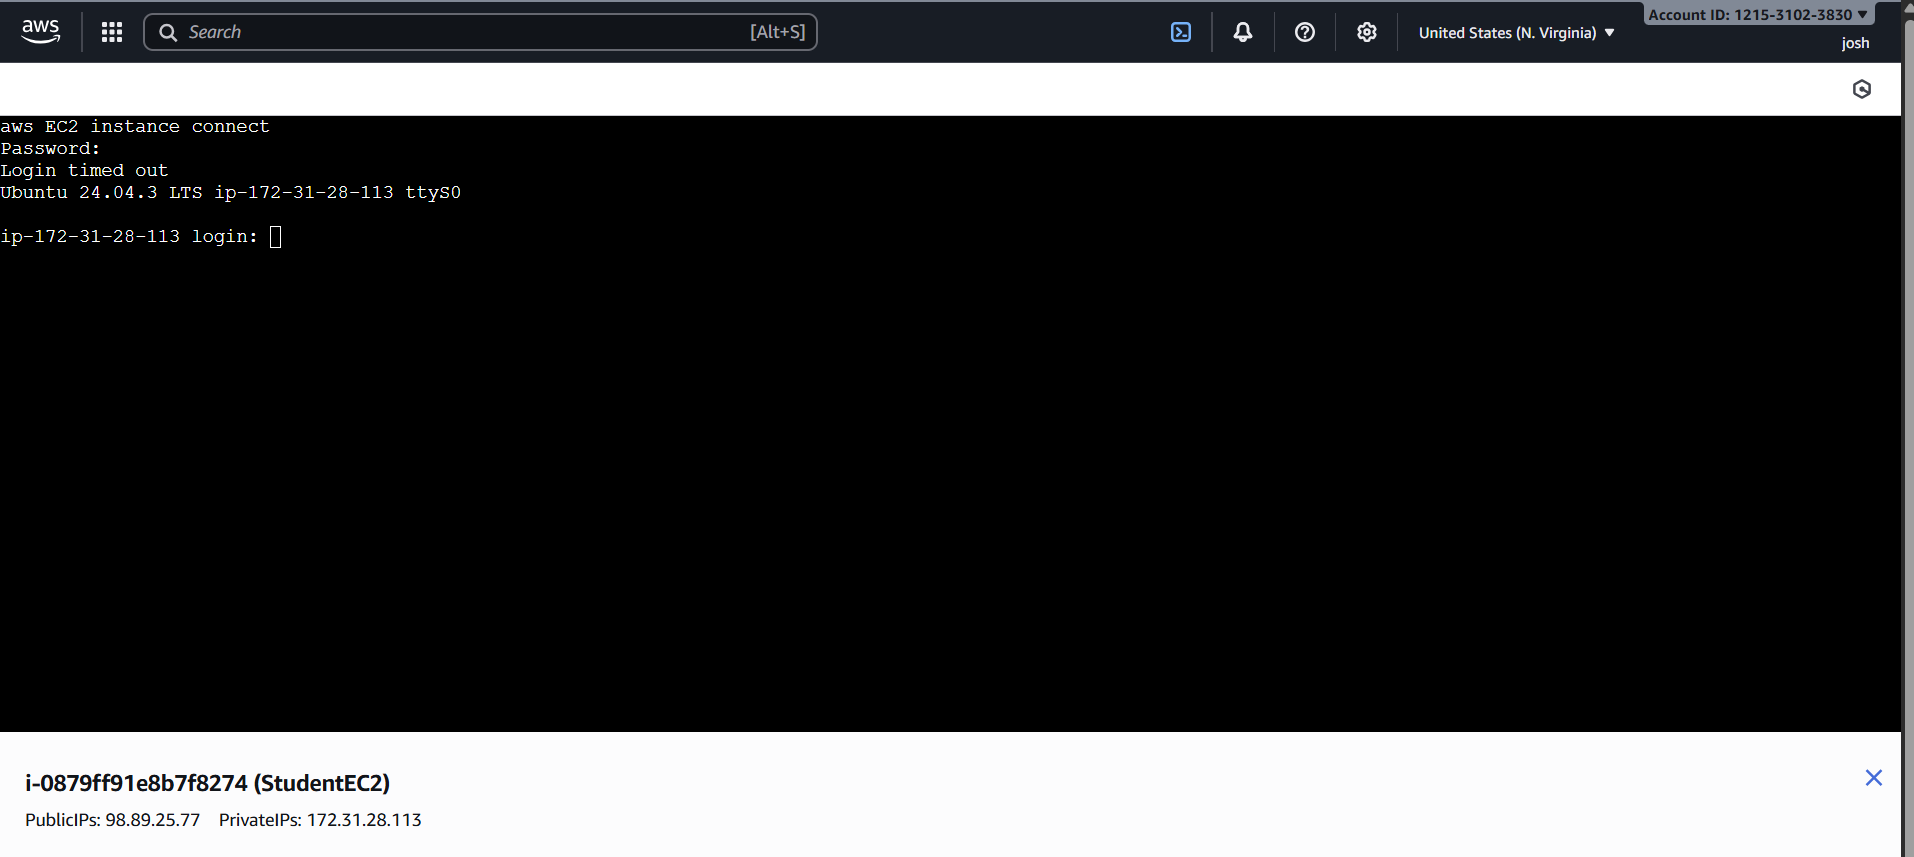 aws
Search
[Alt+S]
United States (N. Virginia)
Account ID: 1215-3102-3830
josh
aws EC2 instance connect
Password:
Login timed out
Ubuntu 24.04.3 LTS ip-172-31-28-113 ttyS0
ip-172-31-28-113 login:
i-0879ff91e8b7f8274 (StudentEC2)
PublicIPs: 98.89.25.77 PrivateIPs: 172.31.28.113